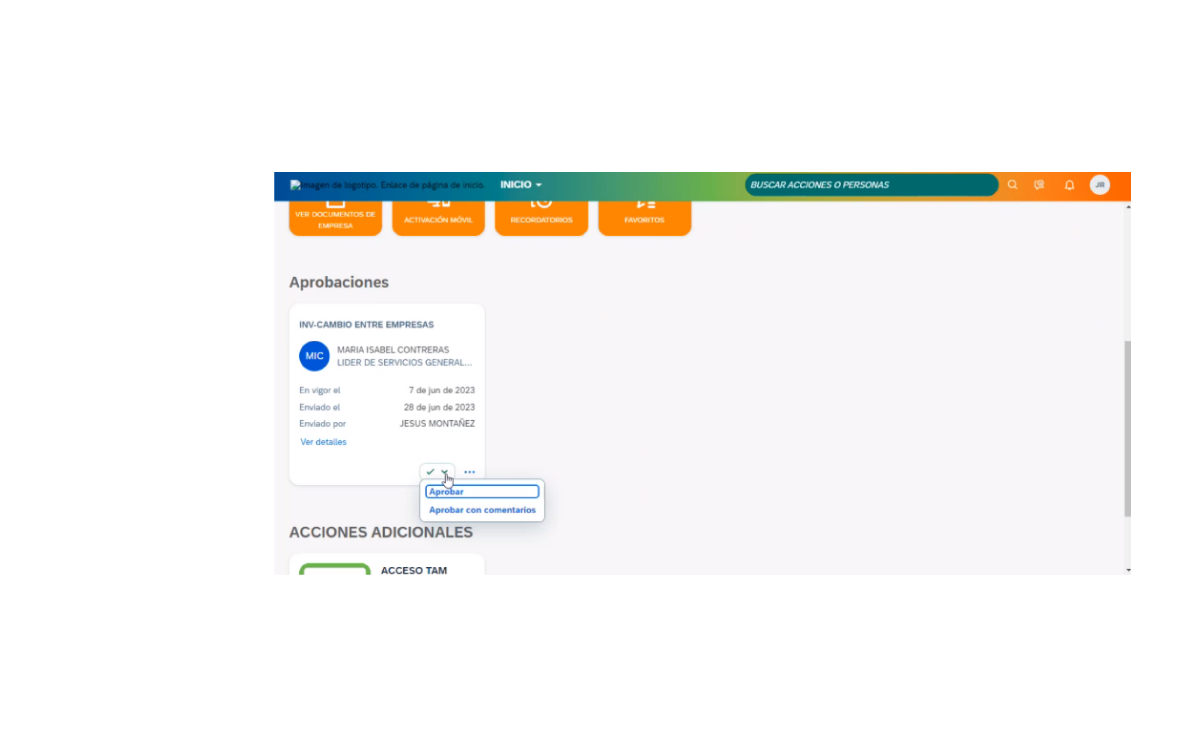 Imagen de logotipo. Enlace de página de inicio.
INICIO
BUSCAR ACCIONES O PERSONAS
JR
VER DOCUMENTOS DE
EMPRESA
ACTIVACIÓN MÓVIL
RECORDATORIOS
FAVORITOS
Aprobaciones
INV-CAMBIO ENTRE EMPRESAS
MIC
MARIA ISABEL CONTRERAS
LIDER DE SERVICIOS GENERAL...
En vigor el 7 de jun de 2023
Enviado el 28 de jun de 2023
Enviado por JESUS MONTAÑEZ
Ver detalles
Aprobar
Aprobar con comentarios
ACCIONES ADICIONALES
ACCESO TAM